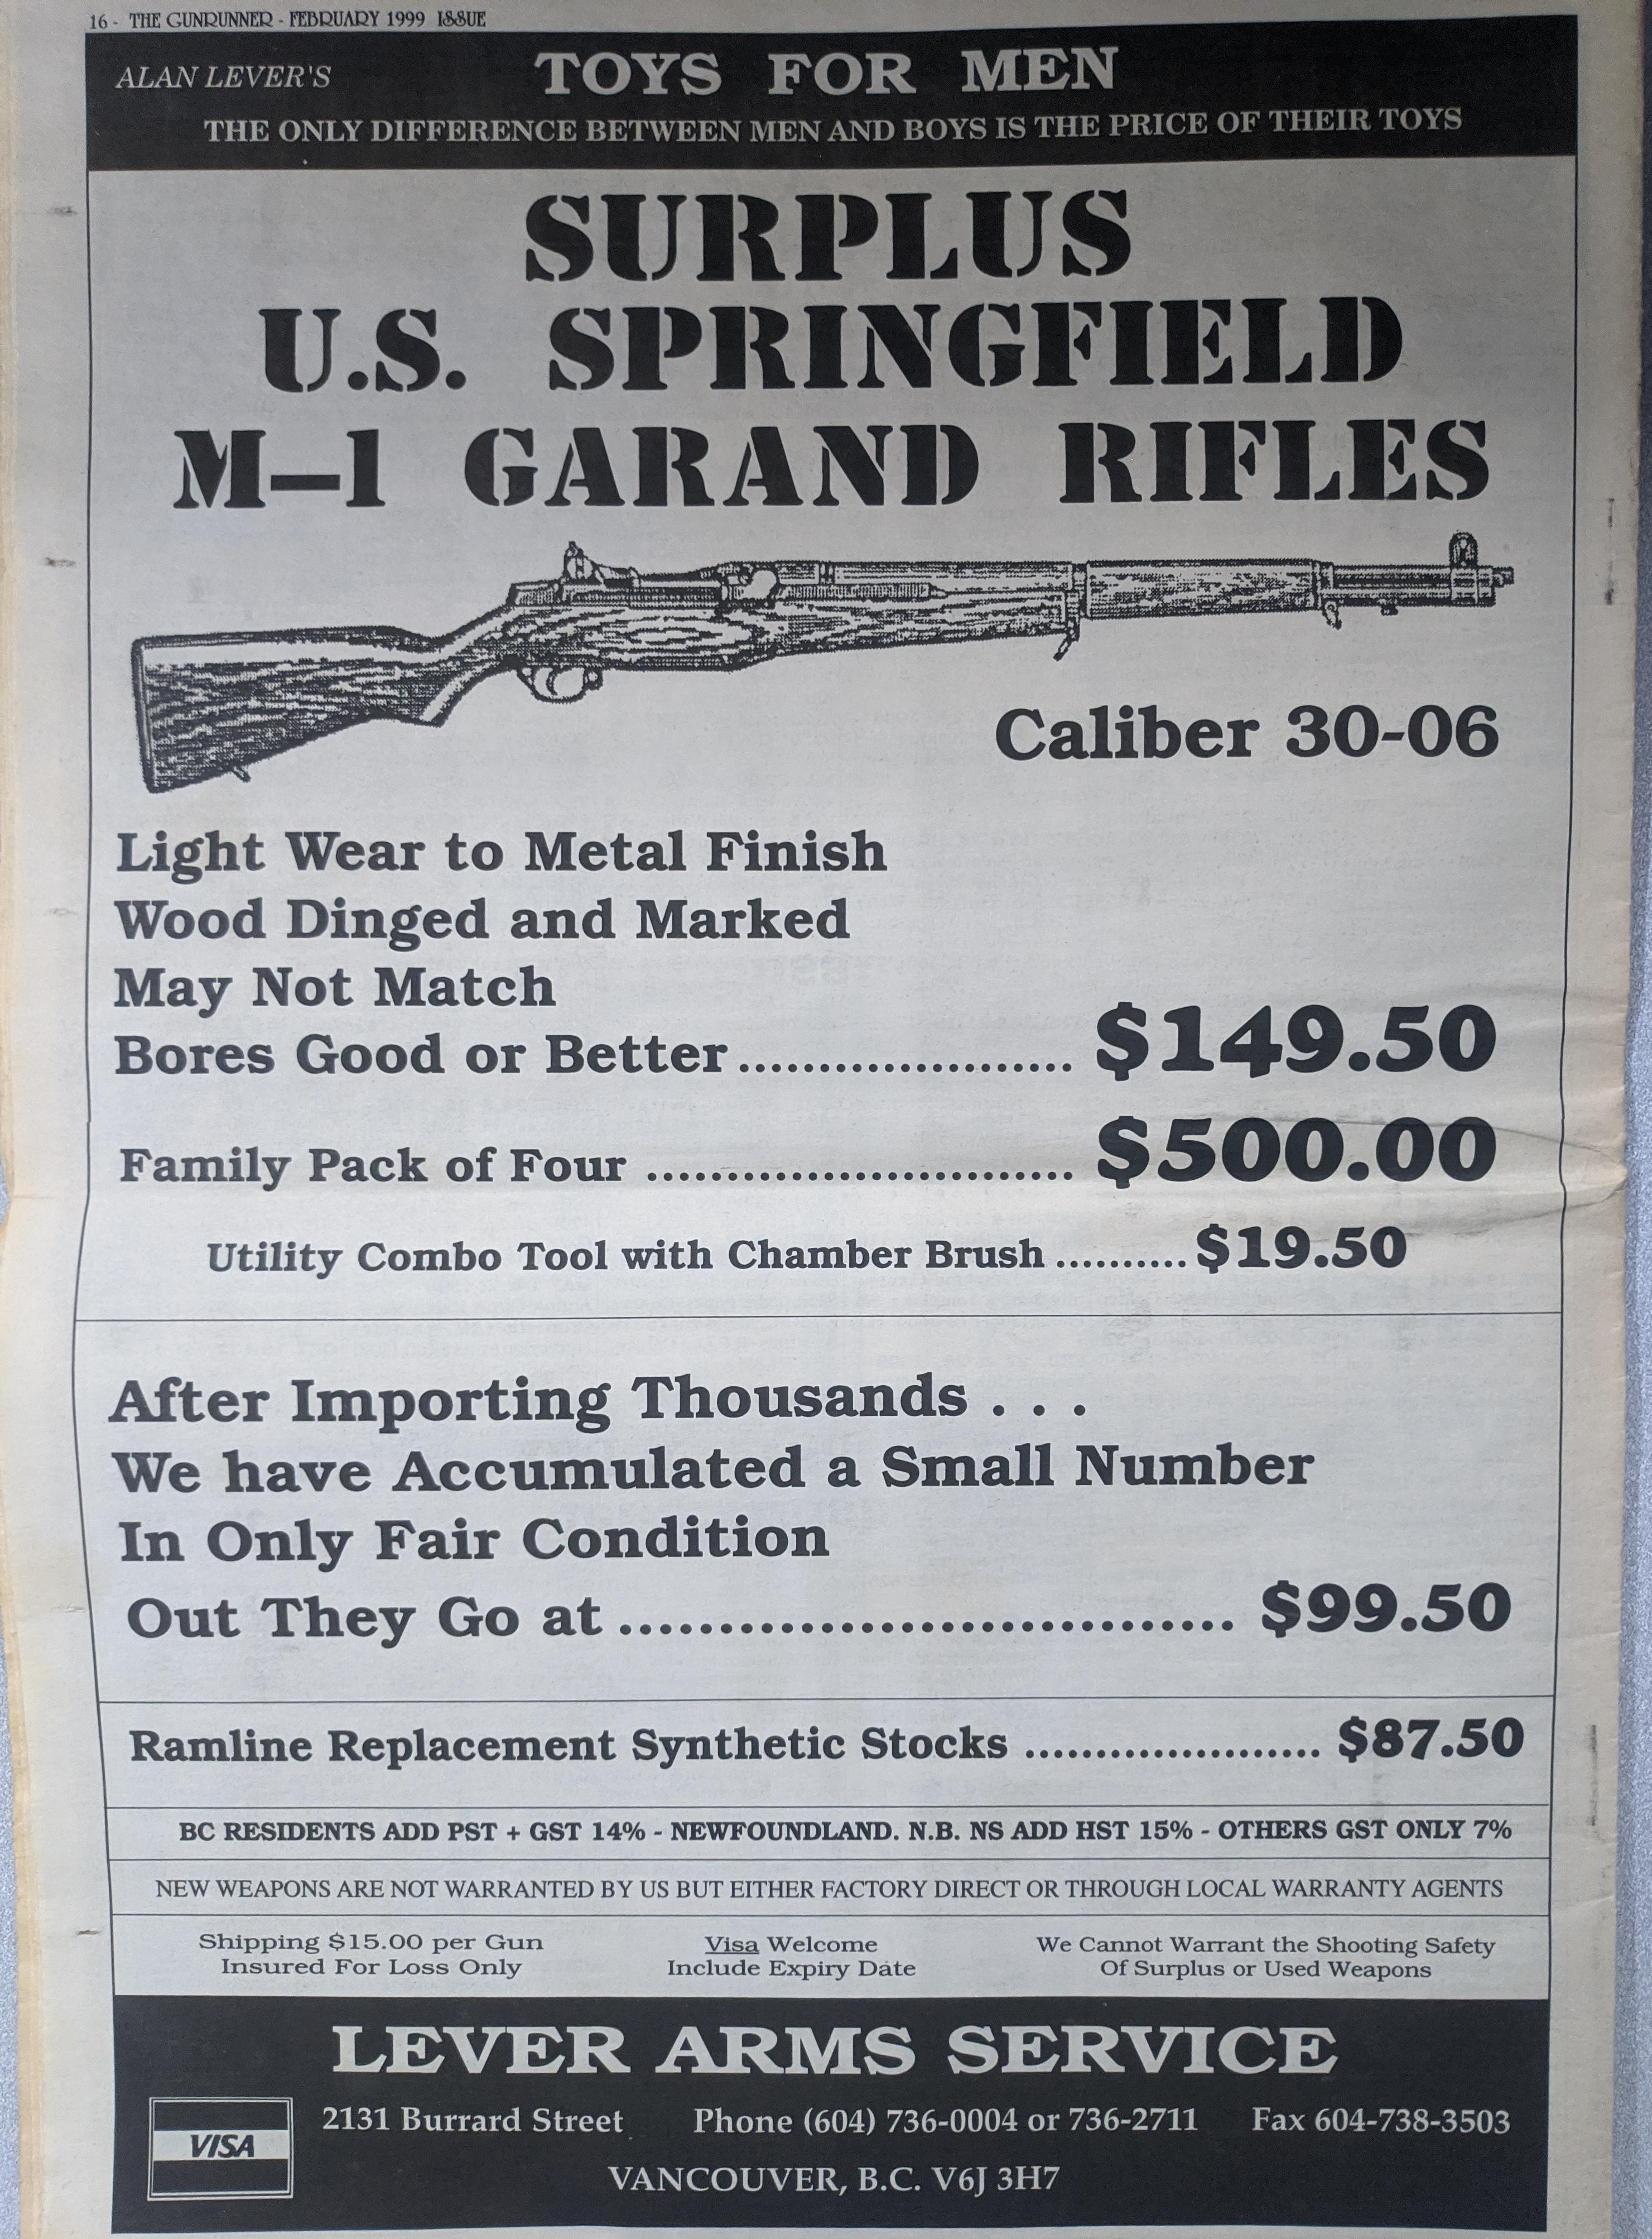 16 - THE GUNRUNNER - FEBRUARY 1999 ISSUE
ALAN LEVER'S
TOYS FOR MEN
THE ONLY DIFFERENCE BETWEEN MEN AND BOYS IS THE PRICE OF THEIR TOYS
SURPLUS
U.S. SPRINGFIELD
M–1 GARAND RIFLES
Caliber 30-06
Light Wear to Metal Finish
Wood Dinged and Marked
May Not Match
Bores Good or Better..................... $149.50
Family Pack of Four ........................... $500.00
Utility Combo Tool with Chamber Brush .......... $19.50
After Importing Thousands . . .
We have Accumulated a Small Number
In Only Fair Condition
Out They Go at ............................... $99.50
Ramline Replacement Synthetic Stocks ..................... $87.50
BC RESIDENTS ADD PST + GST 14% - NEWFOUNDLAND. N.B. NS ADD HST 15% - OTHERS GST ONLY 7%
NEW WEAPONS ARE NOT WARRANTED BY US BUT EITHER FACTORY DIRECT OR THROUGH LOCAL WARRANTY AGENTS
Shipping $15.00 per Gun
Insured For Loss Only
Visa Welcome
Include Expiry Date
We Cannot Warrant the Shooting Safety
Of Surplus or Used Weapons
LEVER ARMS SERVICE
VISA
2131 Burrard Street Phone (604) 736-0004 or 736-2711 Fax 604-738-3503
VANCOUVER, B.C. V6J 3H7